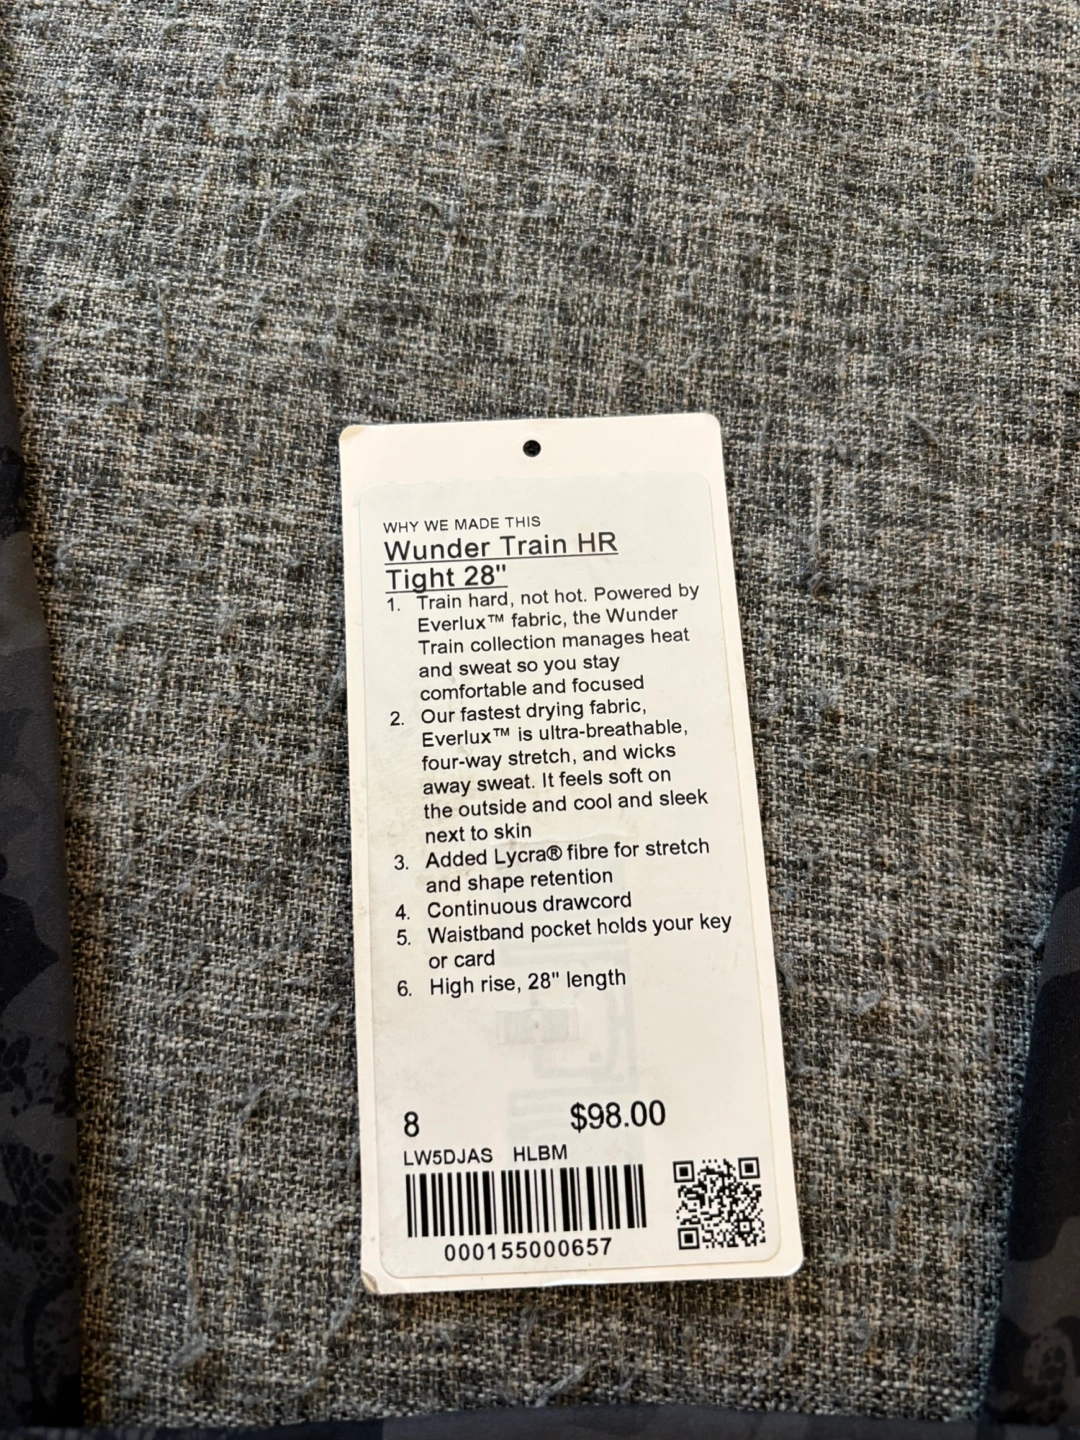 WHY WE MADE THIS
Wunder Train HR
Tight 28"
1. Train hard, not hot. Powered by
Everlux™ fabric, the Wunder
Train collection manages heat
and sweat so you stay
comfortable and focused
2. Our fastest drying fabric,
Everlux™ is ultra-breathable,
four-way stretch, and wicks
away sweat. It feels soft on
the outside and cool and sleek
next to skin
3. Added Lycra® fibre for stretch
and shape retention
4. Continuous drawcord
5. Waistband pocket holds your key
or card
6. High rise, 28" length
8 $98.00
LW5DJAS HLBM
000155000657